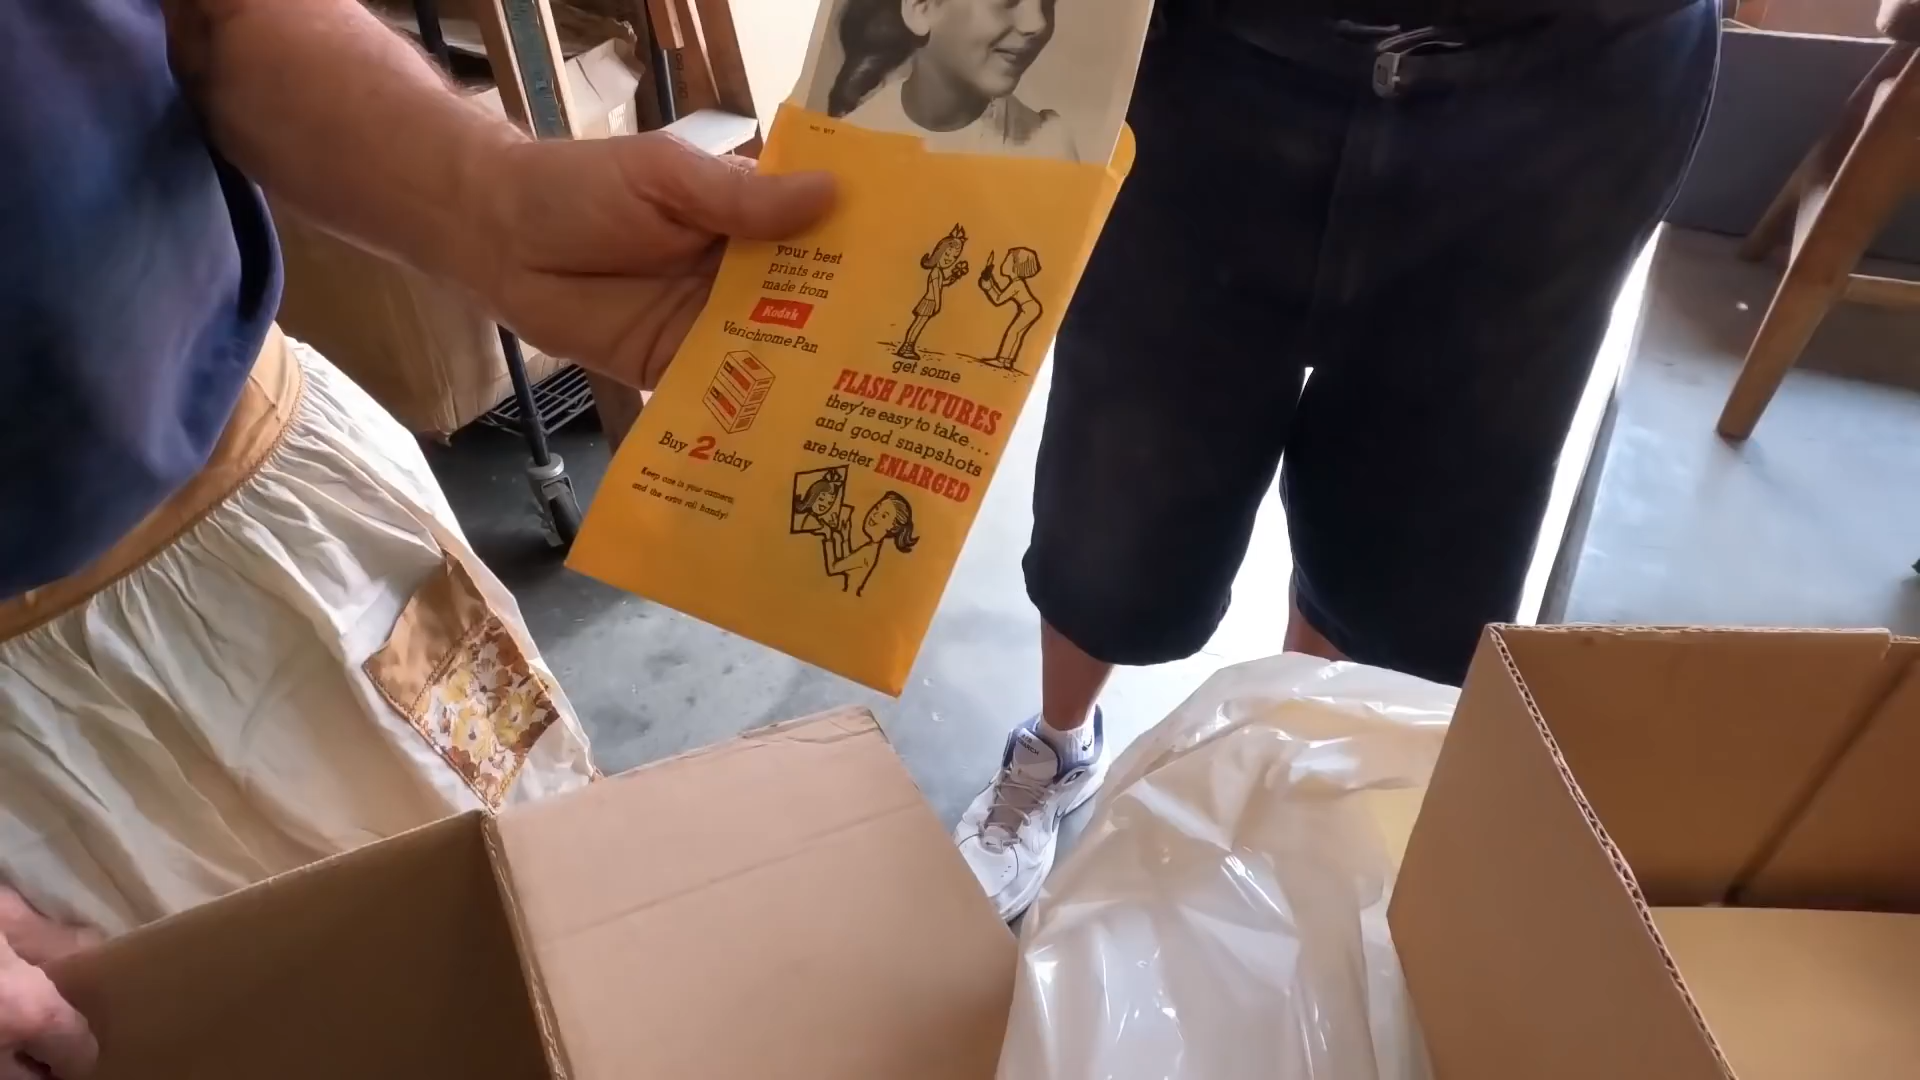 your best
prints are
made from
Kodak
Verichrome Pan
Buy 2 today
Keep one in your camera,
and the extra roll handy!
get some
FLASH PICTURES
they're easy to take...
and good snapshots
are better ENLARGED